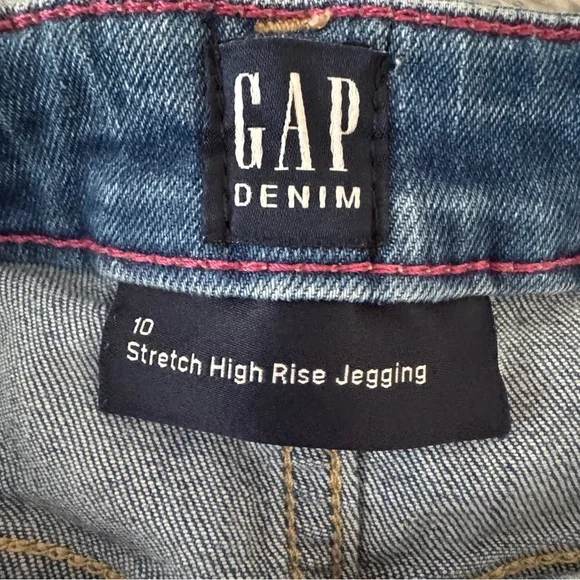 GAP
DENIM
10
Stretch High Rise Jegging